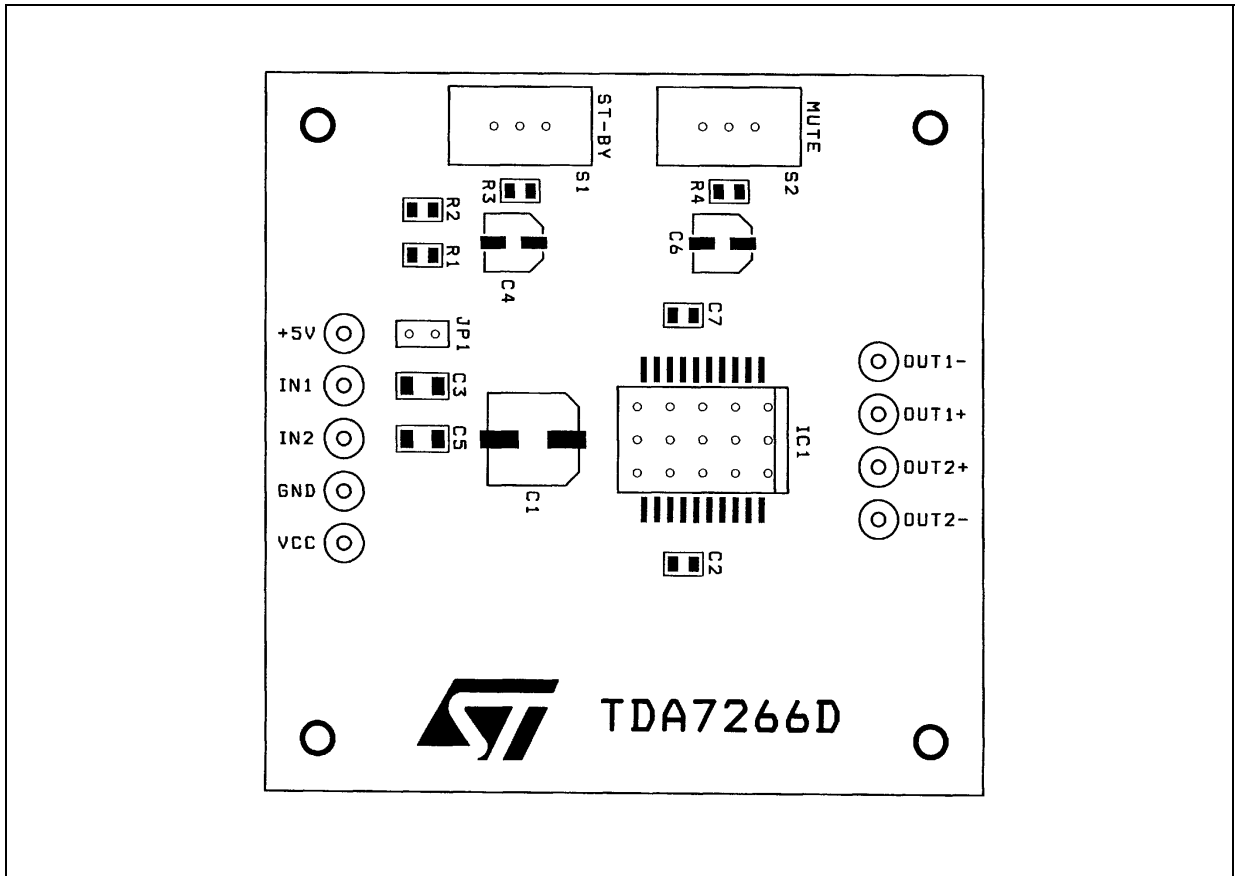 ST-BY
MUTE
S1
S2
R3
R4
R2
R1
C4
C6
C7
+5V
JP1
IN1
C3
IN2
C5
GND
VCC
C1
IC1
OUT1-
OUT1+
OUT2+
OUT2-
C2
ST TDA7266D